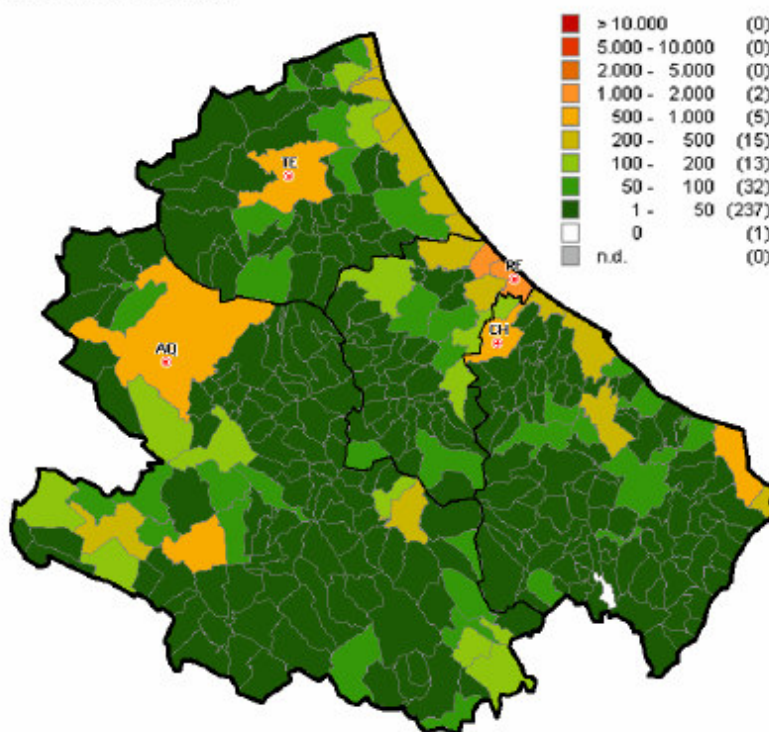 > 10.000 (0)
5.000 - 10.000 (0)
2.000 - 5.000 (0)
1.000 - 2.000 (2)
500 - 1.000 (5)
200 - 500 (15)
100 - 200 (13)
50 - 100 (32)
1 - 50 (237)
0 (1)
n.d. (0)
TE
PE
CH
AQ